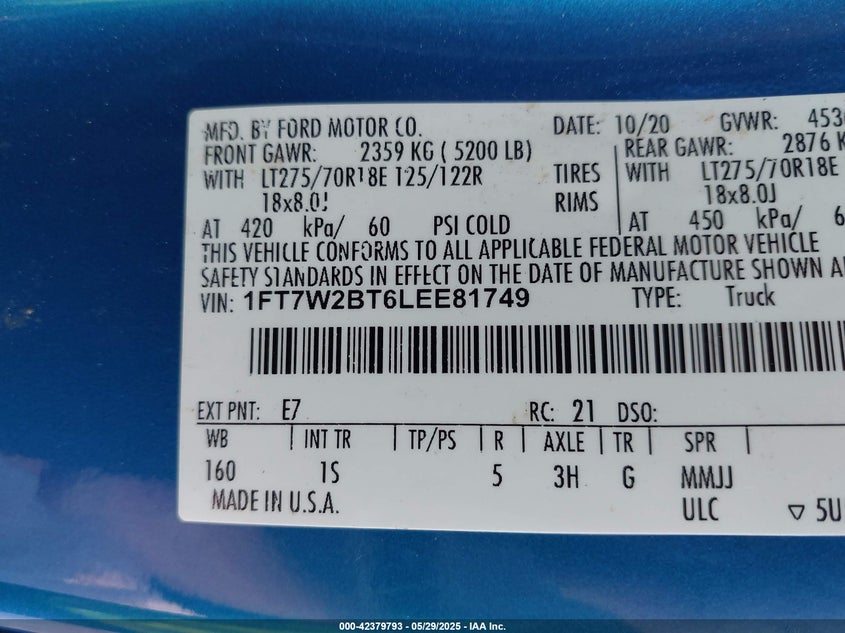 MFD. BY FORD MOTOR CO. DATE: 10/20 GVWR: 453
FRONT GAWR: 2359 KG ( 5200 LB) REAR GAWR: 2876 K
WITH LT275/70R18E 125/122R TIRES WITH LT275/70R18E
18x8.0J RIMS 18x8.0J
AT 420 kPa/ 60 PSI COLD AT 450 kPa/ 6
THIS VEHICLE CONFORMS TO ALL APPLICABLE FEDERAL MOTOR VEHICLE
SAFETY STANDARDS IN EFFECT ON THE DATE OF MANUFACTURE SHOWN A
VIN: 1FT7W2BT6LEE81749 TYPE: Truck
EXT PNT: E7 RC: 21 DSO:
WB | INT TR | TP/PS | R | AXLE | TR | SPR |
160 1S 5 3H G MMJJ
MADE IN U.S.A. ULC ▽ 5U
000-42379793 - 05/29/2025 - IAA Inc.